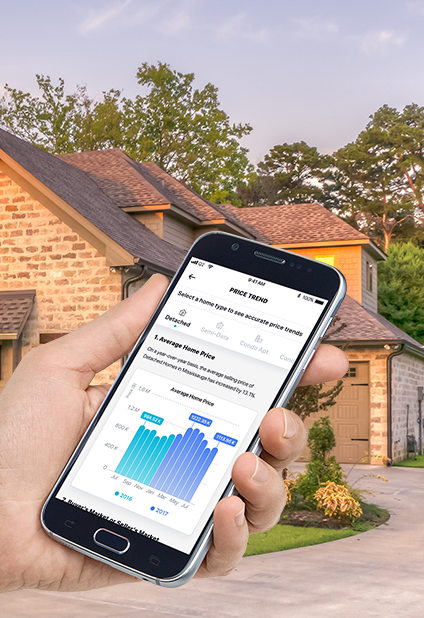 9:41 AM
100%
PRICE TREND
Select a home type to see accurate price trends
Detached
Semi-Deta
Condo Apt
1. Average Home Price
On a year-over-year basis, the average selling price of
Detached Homes in Mississauga has increased by 13.1%.
Average Home Price
1.6 M
1.2 M
800 K
400 K
0
Jul
Sep
Nov
Jan
Mar
May
Jul
2016
2017
2. Buyer's Market or Seller's Market